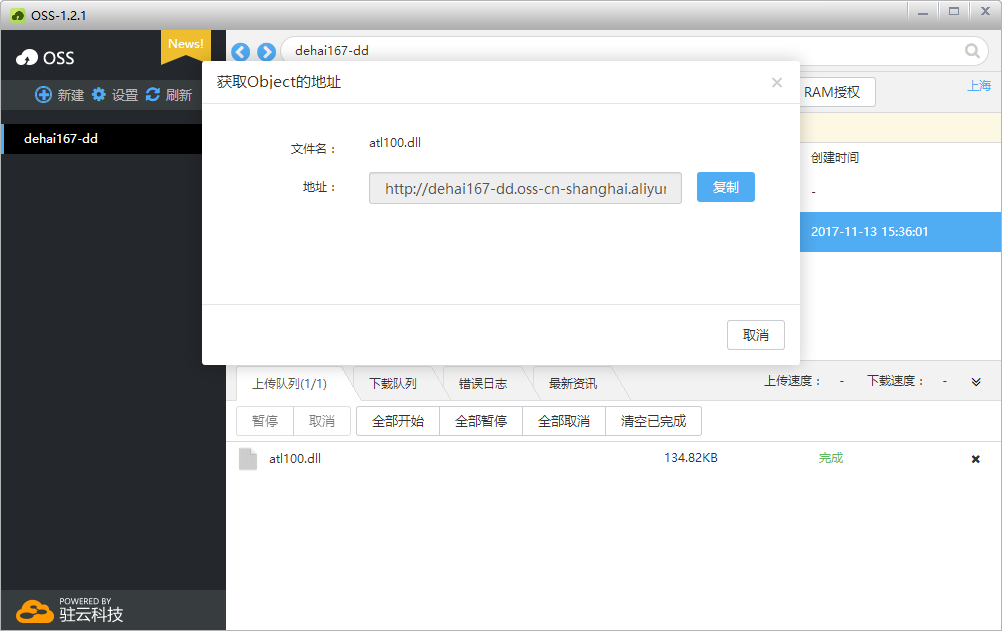 OSS-1.2.1
OSS
News!
新建 设置 刷新
dehai167-dd
dehai167-dd
RAM授权
上海
创建时间
-
2017-11-13 15:36:01
获取Object的地址
文件名：
atl100.dll
地址：
http://dehai167-dd.oss-cn-shanghai.aliyur
复制
取消
上传队列(1/1) 下载队列 错误日志 最新资讯 上传速度： - 下载速度： -
暂停 取消 全部开始 全部暂停 全部取消 清空已完成
atl100.dll 134.82KB 完成
POWERED BY
驻云科技